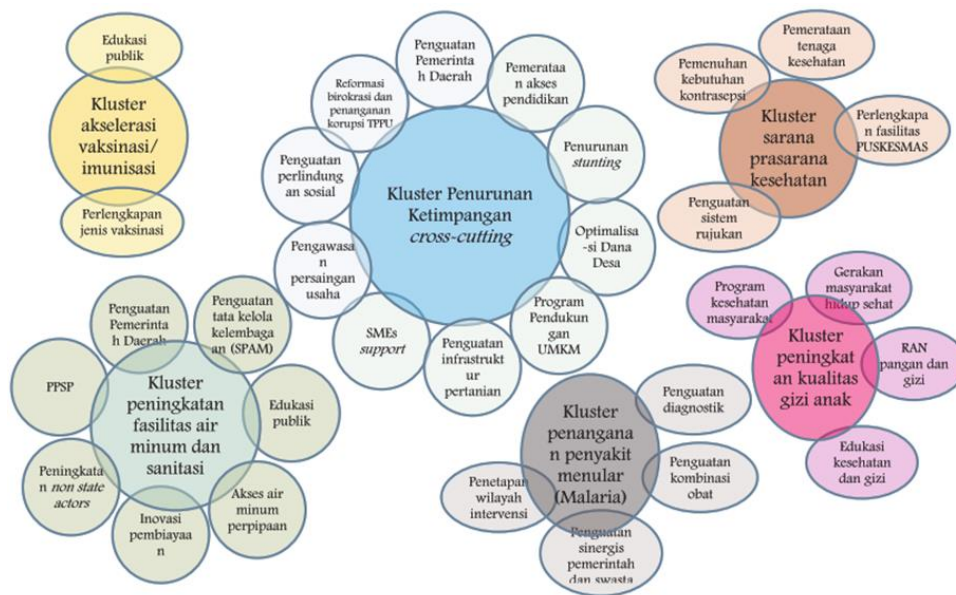 Edukasi
publik
Kluster
akselerasi
vaksinasi/
imunisasi
Perlengkapan
jenis vaksinasi
Penguatan
Pemerinta
h Daerah
Pemerataa
n akses
pendidikan
Reformasi
birokrasi dan
penanganan
korupsi TPPU
Penurunan
stunting
Penguatan
perlindung
an sosial
Kluster Penurunan
Ketimpangan
cross-cutting
Optimalisa
-si Dana
Desa
Pengawasa
n
persaingan
usaha
Program
Pendukun
gan
UMKM
SMEs
support
Penguatan
infrastrukt
ur
pertanian
Pemerataan
tenaga
kesehatan
Pemenuhan
kebutuhan
kontrasepsi
Kluster
sarana
prasarana
kesehatan
Perlengkapa
n fasilitas
PUSKESMAS
Penguatan
sistem
rujukan
Penguatan
Pemerinta
h Daerah
Penguatan
tata kelola
kelembaga
an (SPAM)
PPSP
Kluster
peningkatan
fasilitas air
minum dan
sanitasi
Edukasi
publik
Peningkata
n non state
actors
Inovasi
pembiayaa
n
Akses air
minum
perpipaan
Kluster
penangana
n penyakit
menular
(Malaria)
Penguatan
diagnostik
Penguatan
kombinasi
obat
Penetapan
wilayah
intervensi
Penguatan
sinergis
pemerintah
dan swasta
Program
kesehatan
masyarakat
Gerakan
masyarakat
hidup sehat
Kluster
peningkat
an kualitas
gizi anak
RAN
pangan dan
gizi
Edukasi
kesehatan
dan gizi